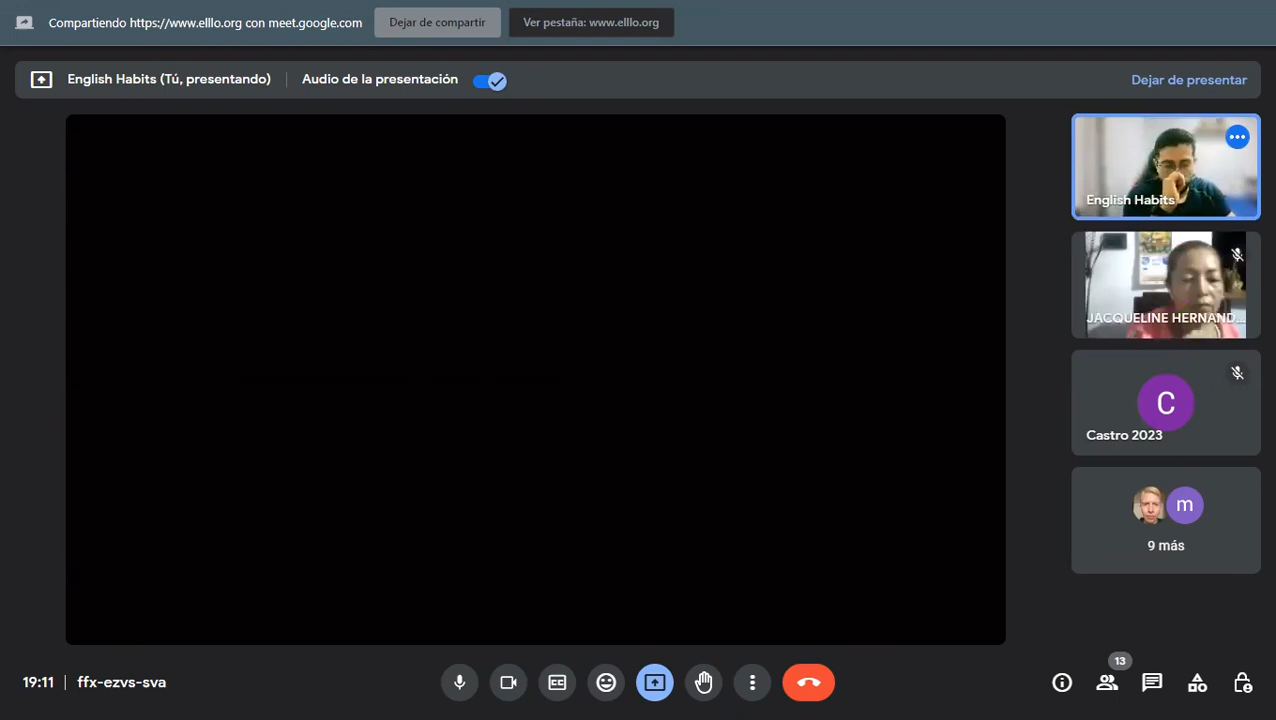 Compartiendo https://www.elllo.org con meet.google.com Dejar de compartir Ver pestaña: www.elllo.org
English Habits (Tú, presentando) Audio de la presentación Dejar de presentar
English Habits
JACQUELINE HERNAND...
C
Castro 2023
m
9 más
19:11 ffx-ezvs-sva
13